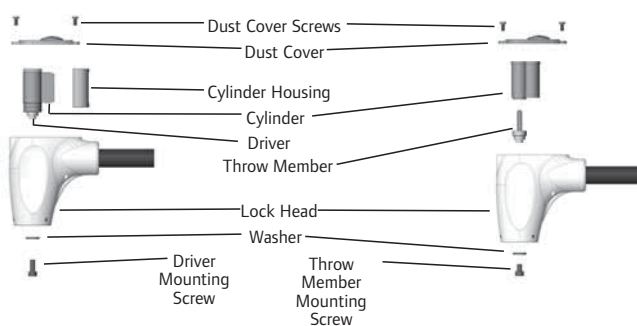 Dust Cover Screws
Dust Cover
Cylinder Housing
Cylinder
Driver
Throw Member
Lock Head
Washer
Driver
Mounting
Screw
Throw
Member
Mounting
Screw